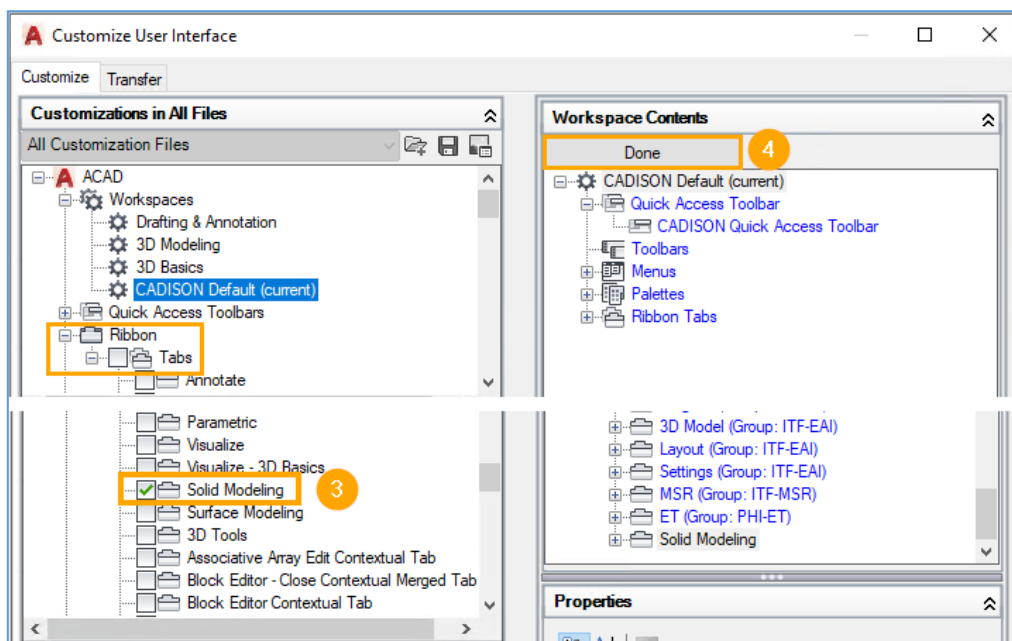 Customize User Interface
Customize
Transfer
Customizations in All Files
All Customization Files
ACAD
Workspaces
Drafting & Annotation
3D Modeling
3D Basics
CADISON Default (current)
Quick Access Toolbars
Ribbon
Tabs
Annotate
Parametric
Visualize
Visualize - 3D Basics
Solid Modeling
3
Surface Modeling
3D Tools
Associative Array Edit Contextual Tab
Block Editor - Close Contextual Merged Tab
Block Editor Contextual Tab
Workspace Contents
Done
4
CADISON Default (current)
Quick Access Toolbar
CADISON Quick Access Toolbar
Toolbars
Menus
Palettes
Ribbon Tabs
3D Model (Group: ITF-EAI)
Layout (Group: ITF-EAI)
Settings (Group: ITF-EAI)
MSR (Group: ITF-MSR)
ET (Group: PHI-ET)
Solid Modeling
Properties